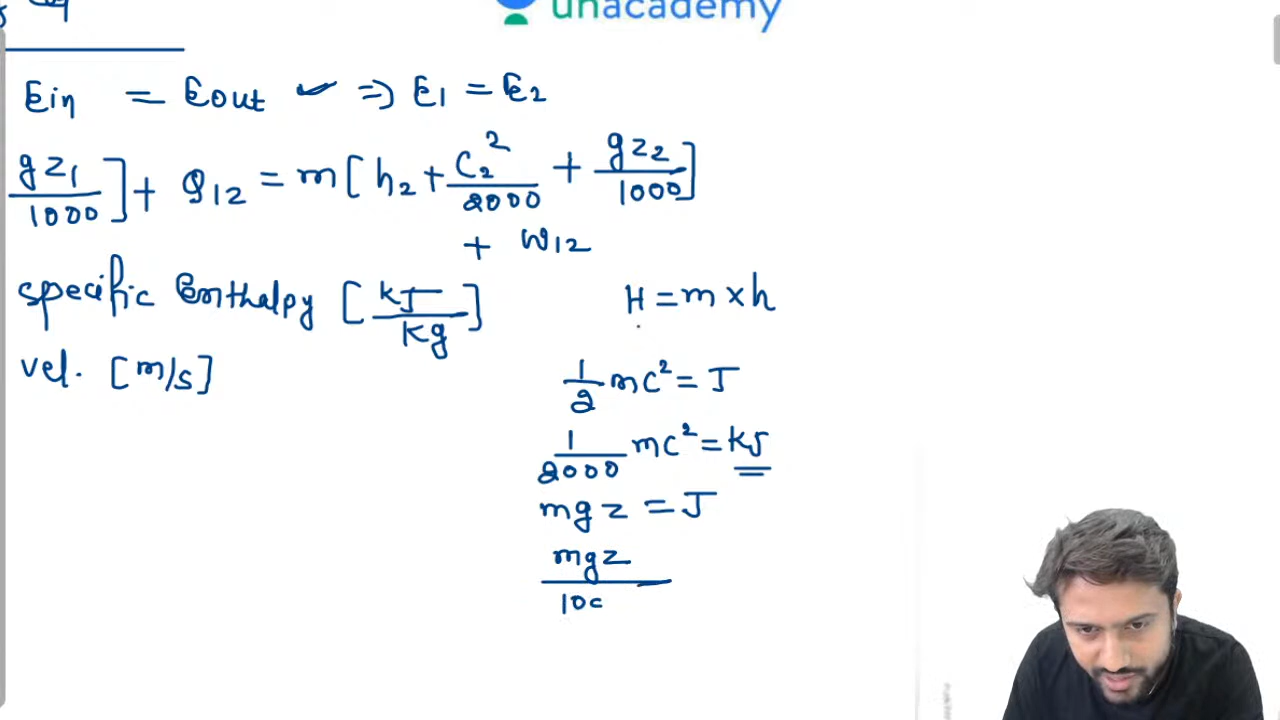 unacademy
Ein = Eout ✓ => E1 = E2
gz1/1000] + Q12 = m[h2 + C2²/2000 + gz2/1000]
+ W12
specific Enthalpy [kJ/kg]
H = m × h
vel. [m/s]
1/2 mc² = J
1/2000 mc² = kJ
mgz = J
mgz/100